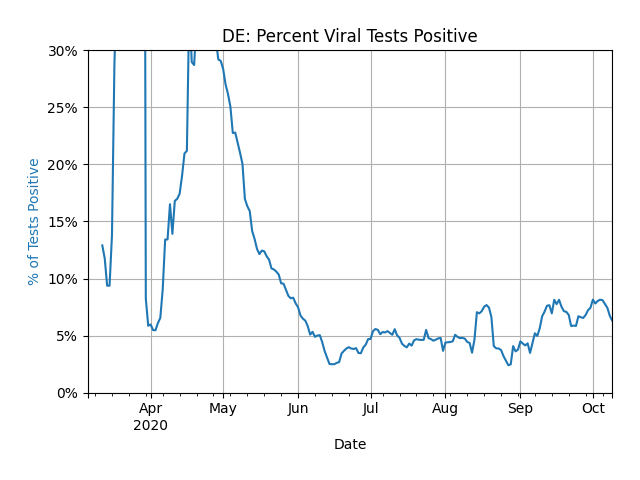 DE: Percent Viral Tests Positive
30%
25%
20%
15%
10%
5%
0%
% of Tests Positive
Apr
2020
May
Jun
Jul
Aug
Sep
Oct
Date